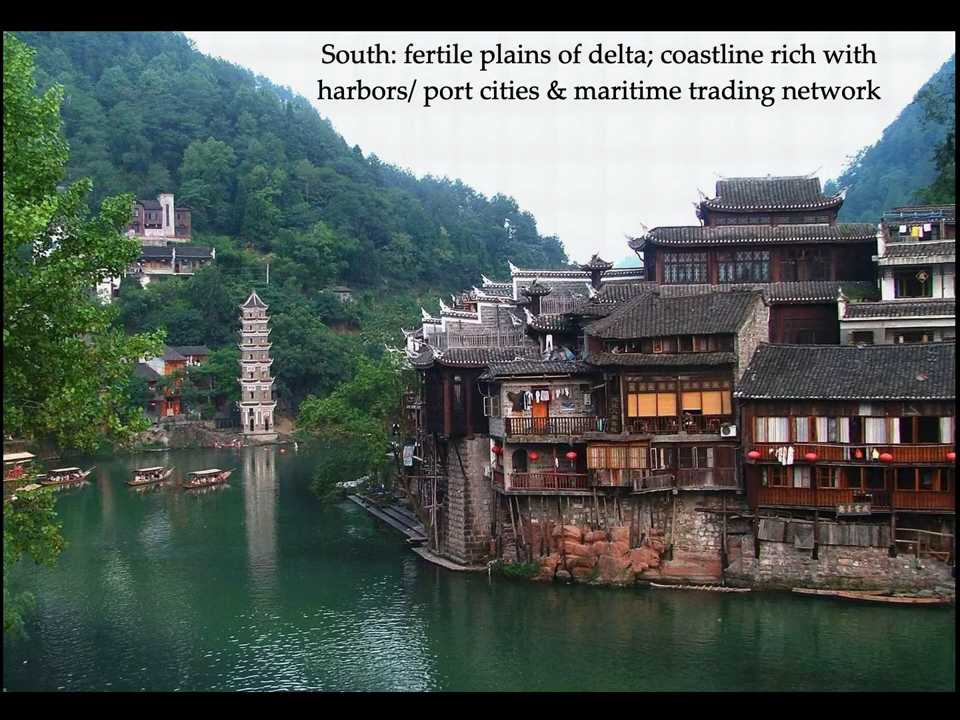 South: fertile plains of delta; coastline rich with
harbors/ port cities & maritime trading network